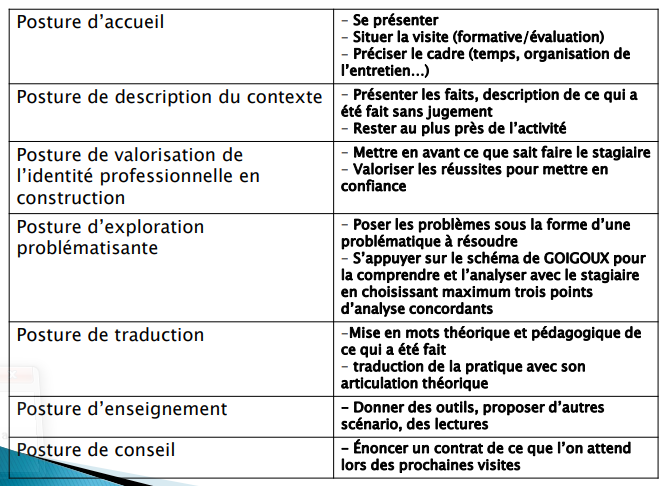 Posture d’accueil
– Se présenter
– Situer la visite (formative/évaluation)
– Préciser le cadre (temps, organisation de
l’entretien…)
Posture de description du contexte
– Présenter les faits, description de ce qui a
été fait sans jugement
– Rester au plus près de l’activité
Posture de valorisation de
l’identité professionnelle en
construction
– Mettre en avant ce que sait faire le stagiaire
– Valoriser les réussites pour mettre en
confiance
Posture d’exploration
problématisante
– Poser les problèmes sous la forme d’une
problématique à résoudre
– S’appuyer sur le schéma de GOIGOUX pour
la comprendre et l’analyser avec le stagiaire
en choisissant maximum trois points
d’analyse concordants
Posture de traduction
–Mise en mots théorique et pédagogique de
ce qui a été fait
– traduction de la pratique avec son
articulation théorique
Posture d’enseignement
– Donner des outils, proposer d’autres
scénario, des lectures
Posture de conseil
– Énoncer un contrat de ce que l’on attend
lors des prochaines visites